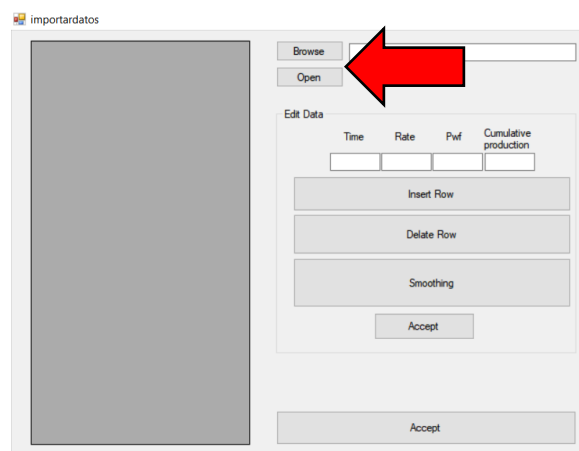 importardatos
Browse
Open
Edit Data
Time Rate Pwf Cumulative
production
Insert Row
Delate Row
Smoothing
Accept
Accept